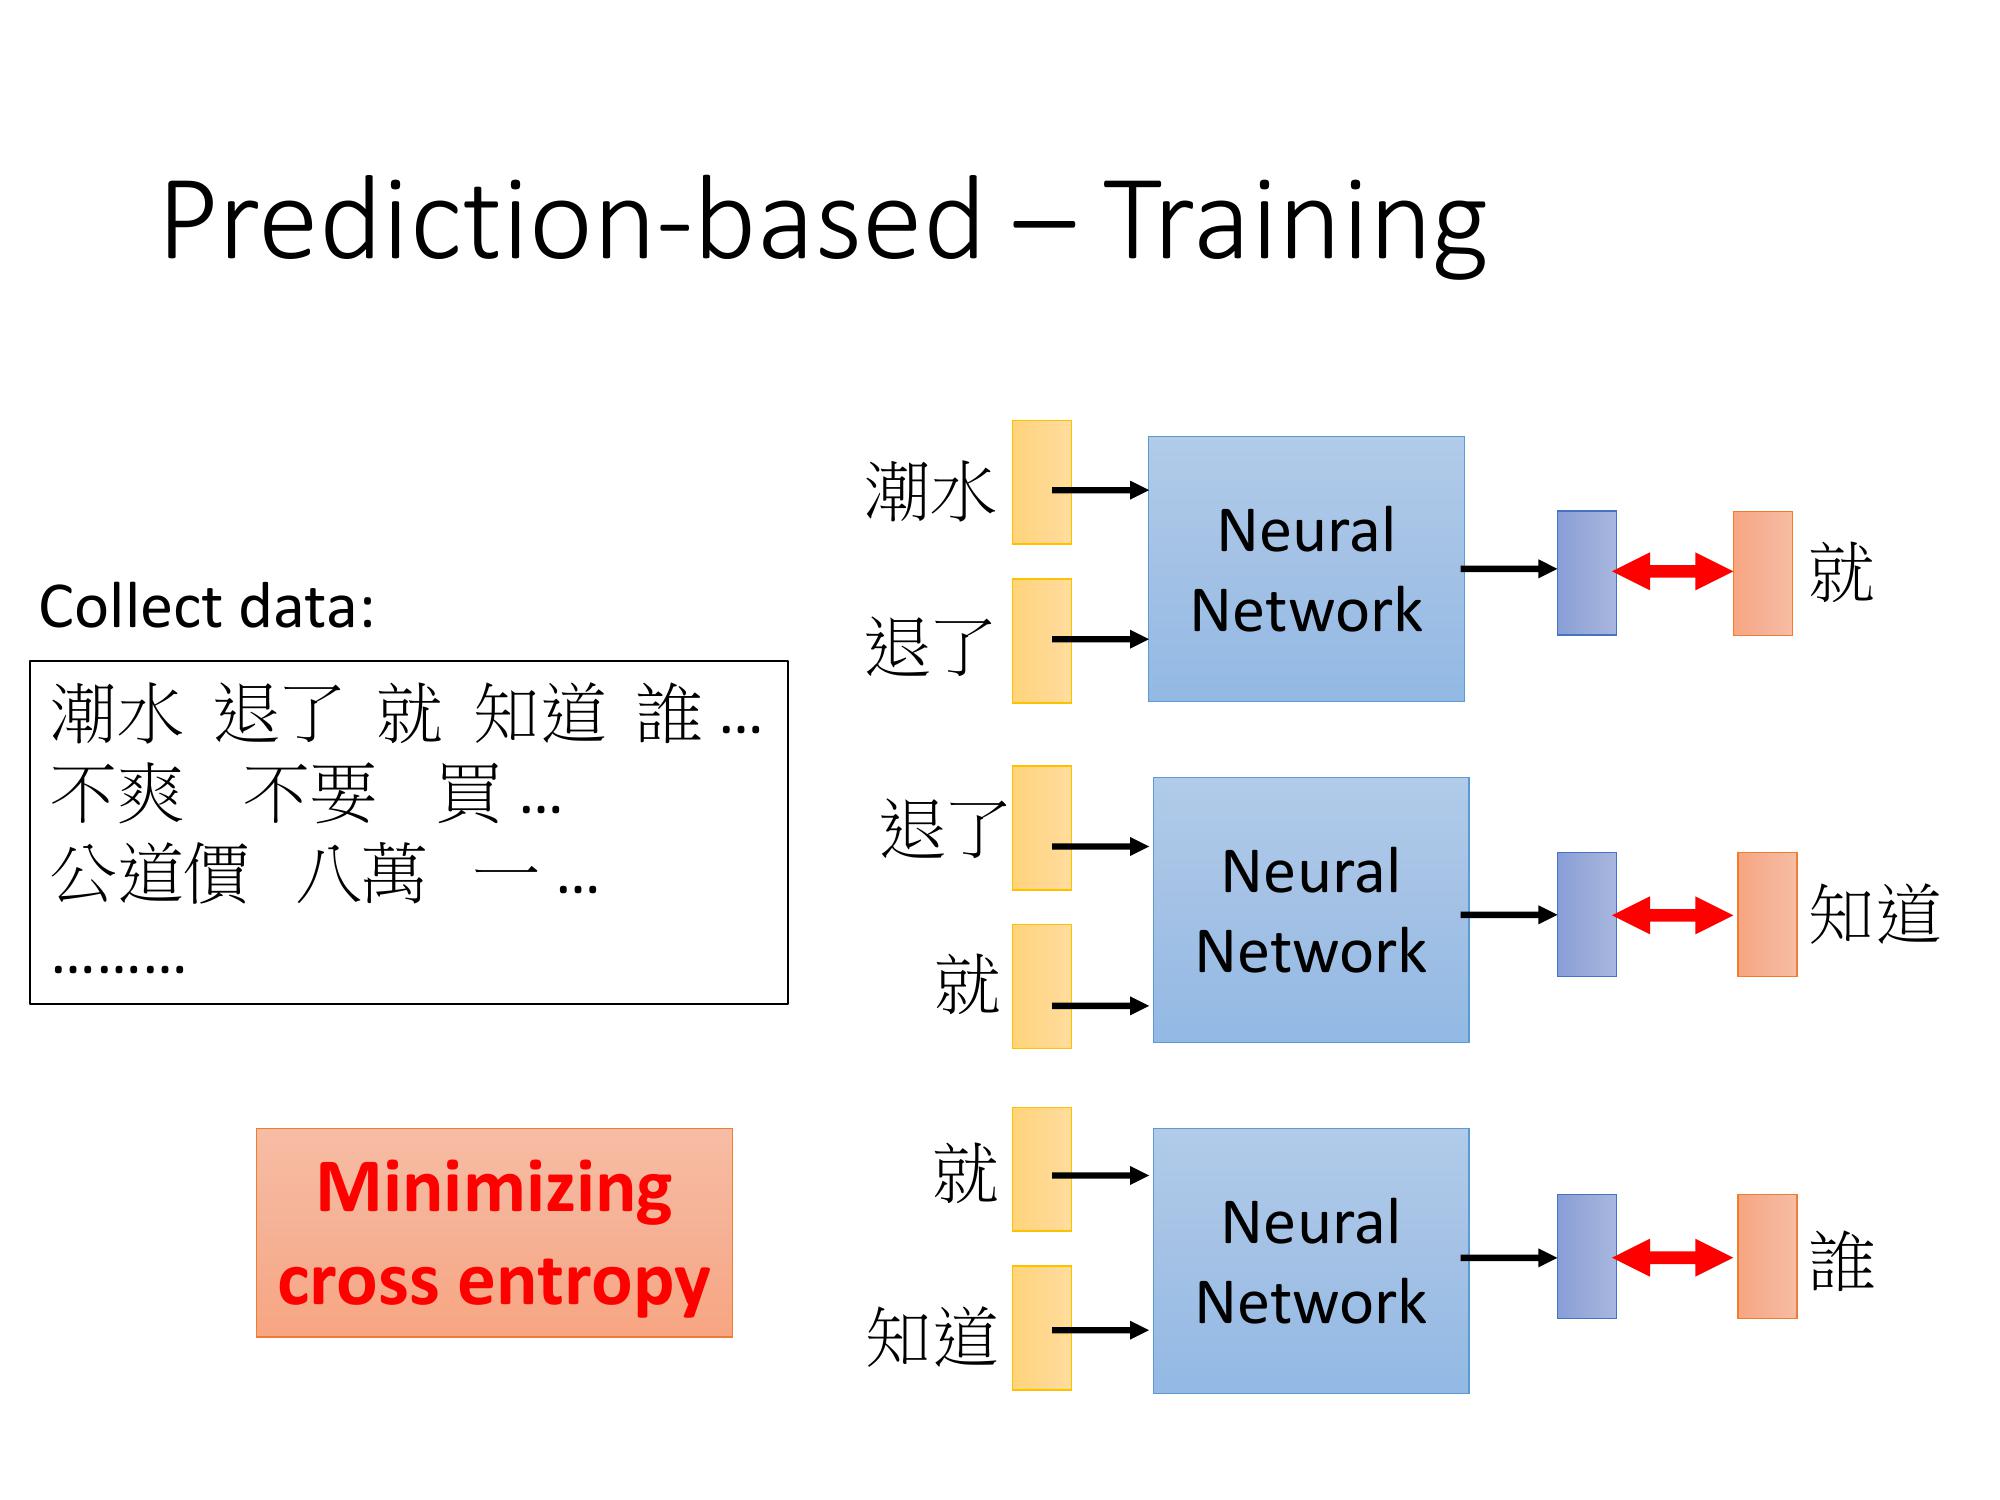 Prediction-based – Training
Collect data:
潮水 退了 就 知道 誰 …
不爽 不要 買 …
公道價 八萬 一 …
………
Minimizing
cross entropy
潮水
退了
Neural
Network
就
退了
就
Neural
Network
知道
就
知道
Neural
Network
誰